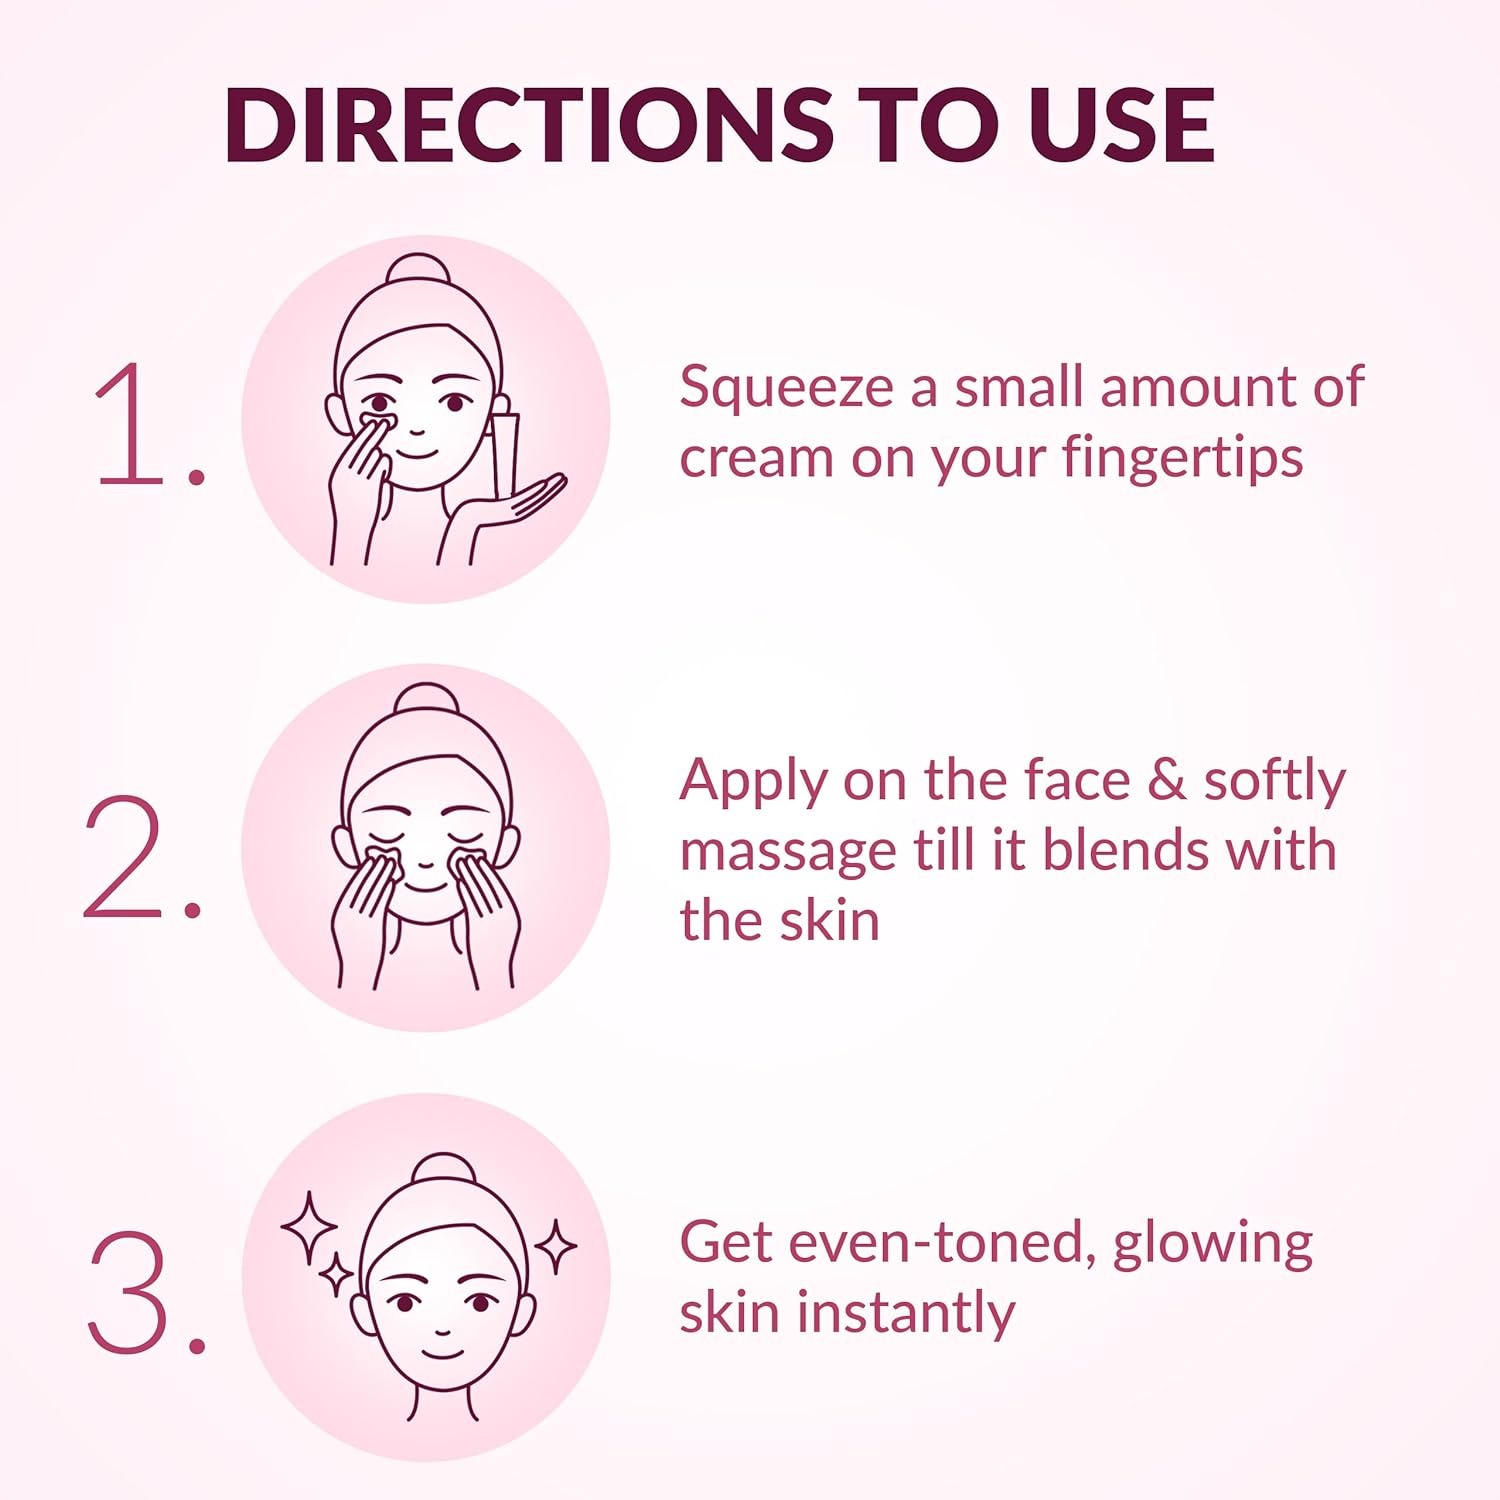 DIRECTIONS TO USE
1.
Squeeze a small amount of
cream on your fingertips
2.
Apply on the face & softly
massage till it blends with
the skin
3.
Get even-toned, glowing
skin instantly